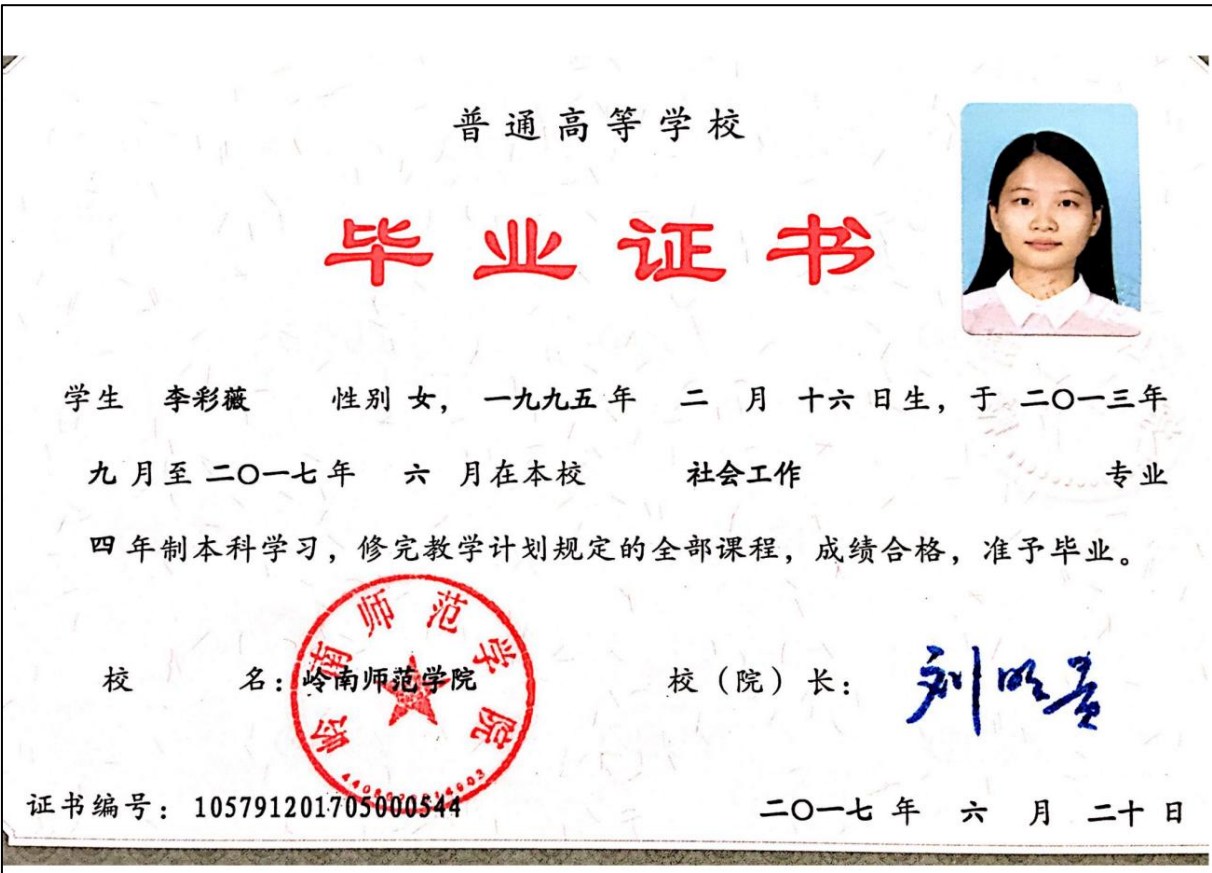 普通高等学校
毕业证书
学生 李彩薇 性别 女， 一九九五 年 二 月 十六 日生，于 二〇一三年
九 月至 二〇一七 年 六 月在本校 社会工作 专业
四 年制本科学习，修完教学计划规定的全部课程，成绩合格，准予毕业。
校 名：岭南师范学院 校（院）长： 刘明贵
岭南师范学院
证书编号： 105791201705000544 二〇一七 年 六 月 二十 日